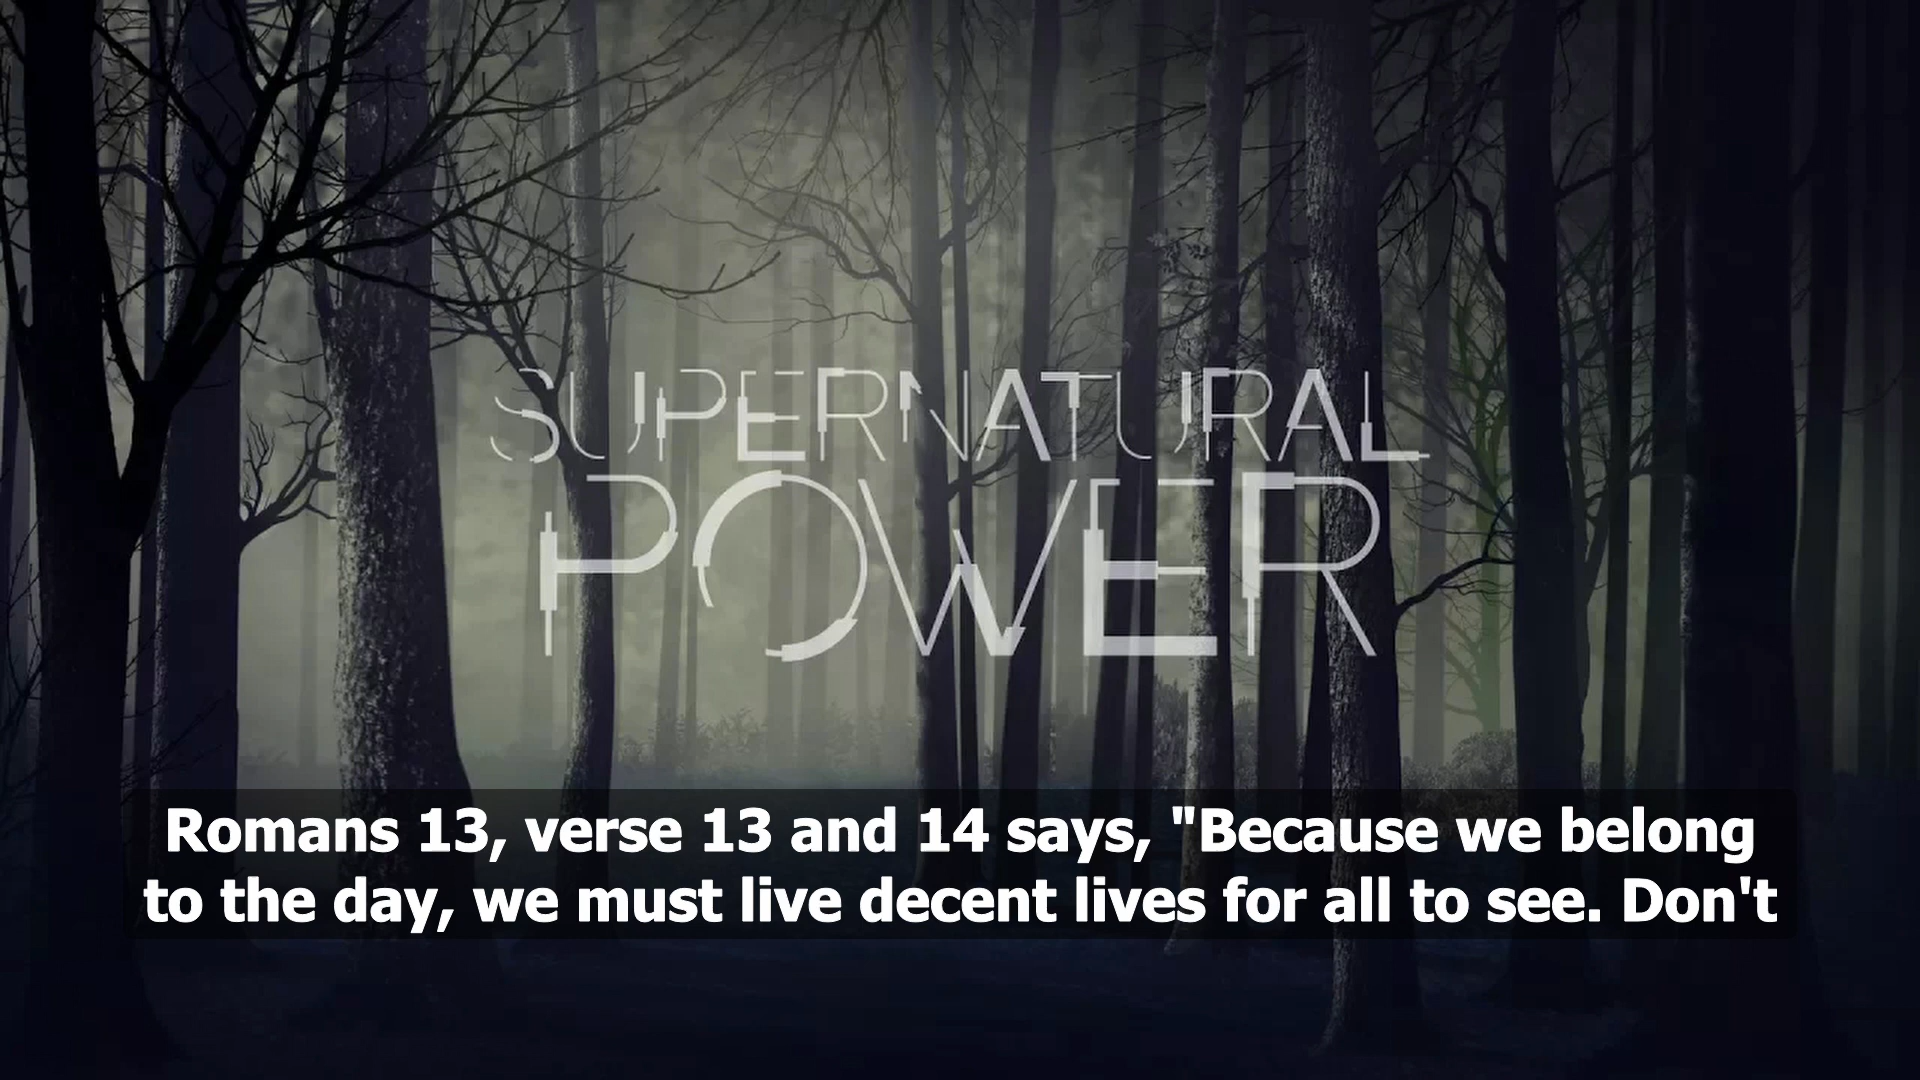 SUPERNATURAL
POWER
Romans 13, verse 13 and 14 says, "Because we belong
to the day, we must live decent lives for all to see. Don't